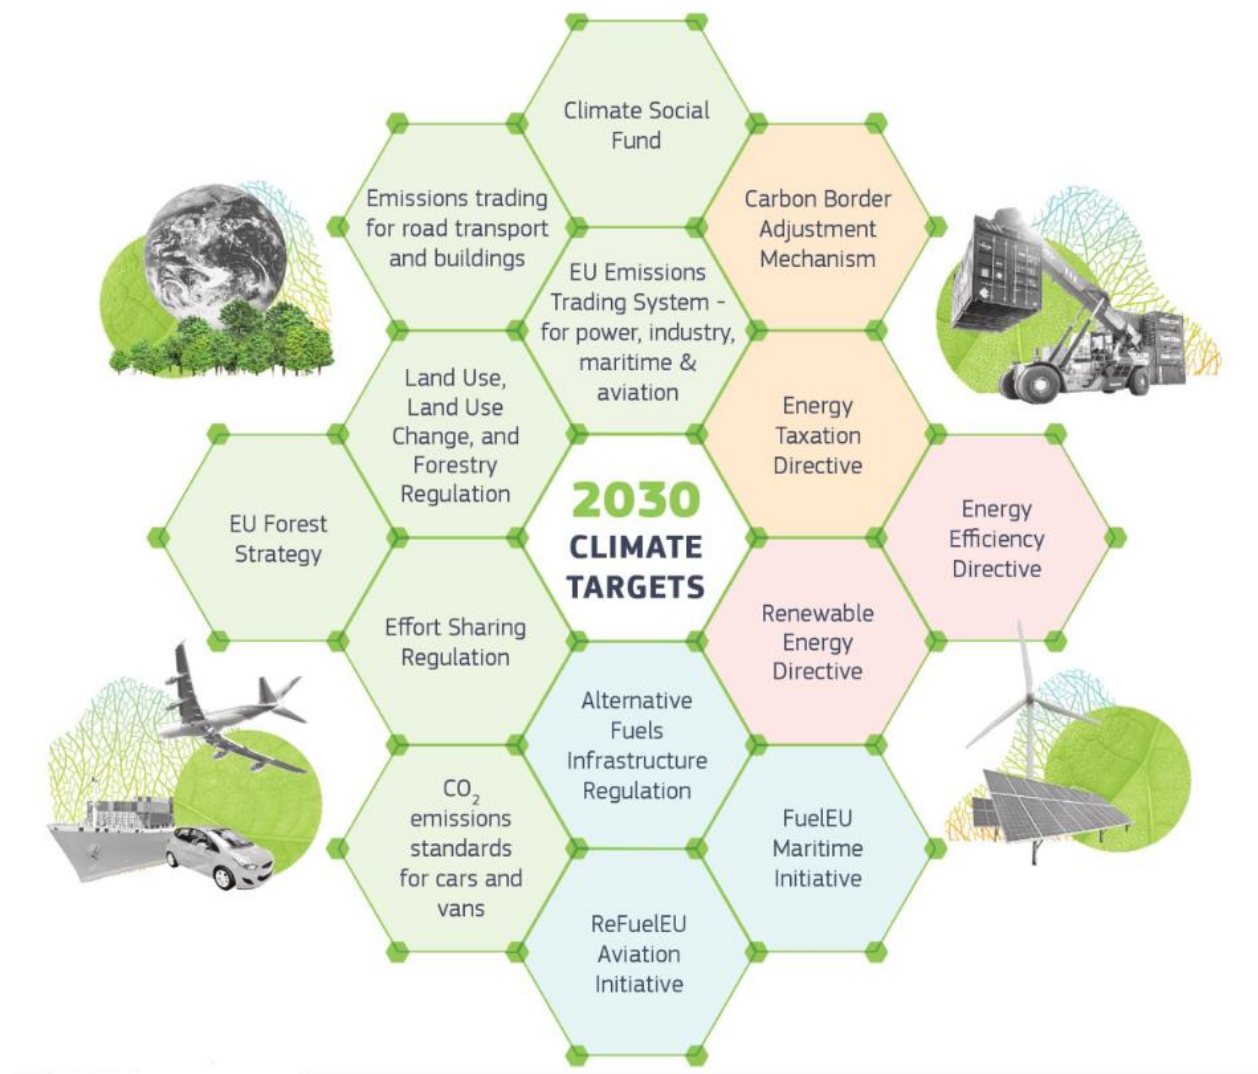 Climate Social
Fund
Emissions trading
for road transport
and buildings
Carbon Border
Adjustment
Mechanism
EU Emissions
Trading System -
for power, industry,
maritime &
aviation
Land Use,
Land Use
Change, and
Forestry
Regulation
Energy
Taxation
Directive
EU Forest
Strategy
2030
CLIMATE
TARGETS
Energy
Efficiency
Directive
Effort Sharing
Regulation
Renewable
Energy
Directive
Alternative
Fuels
Infrastructure
Regulation
CO₂
emissions
standards
for cars and
vans
FuelEU
Maritime
Initiative
ReFuelEU
Aviation
Initiative